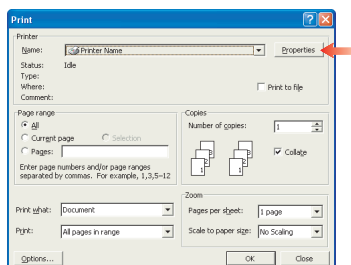 Print
Printer
Name: Printer Name Properties
Status: Idle
Type:
Where: Print to file
Comment:
Page range
All
Current page Selection
Pages:
Enter page numbers and/or page ranges
separated by commas. For example, 1,3,5–12
Copies
Number of copies: 1
Collate
Print what: Document
Print: All pages in range
Zoom
Pages per sheet: 1 page
Scale to paper size: No Scaling
Options... OK Close